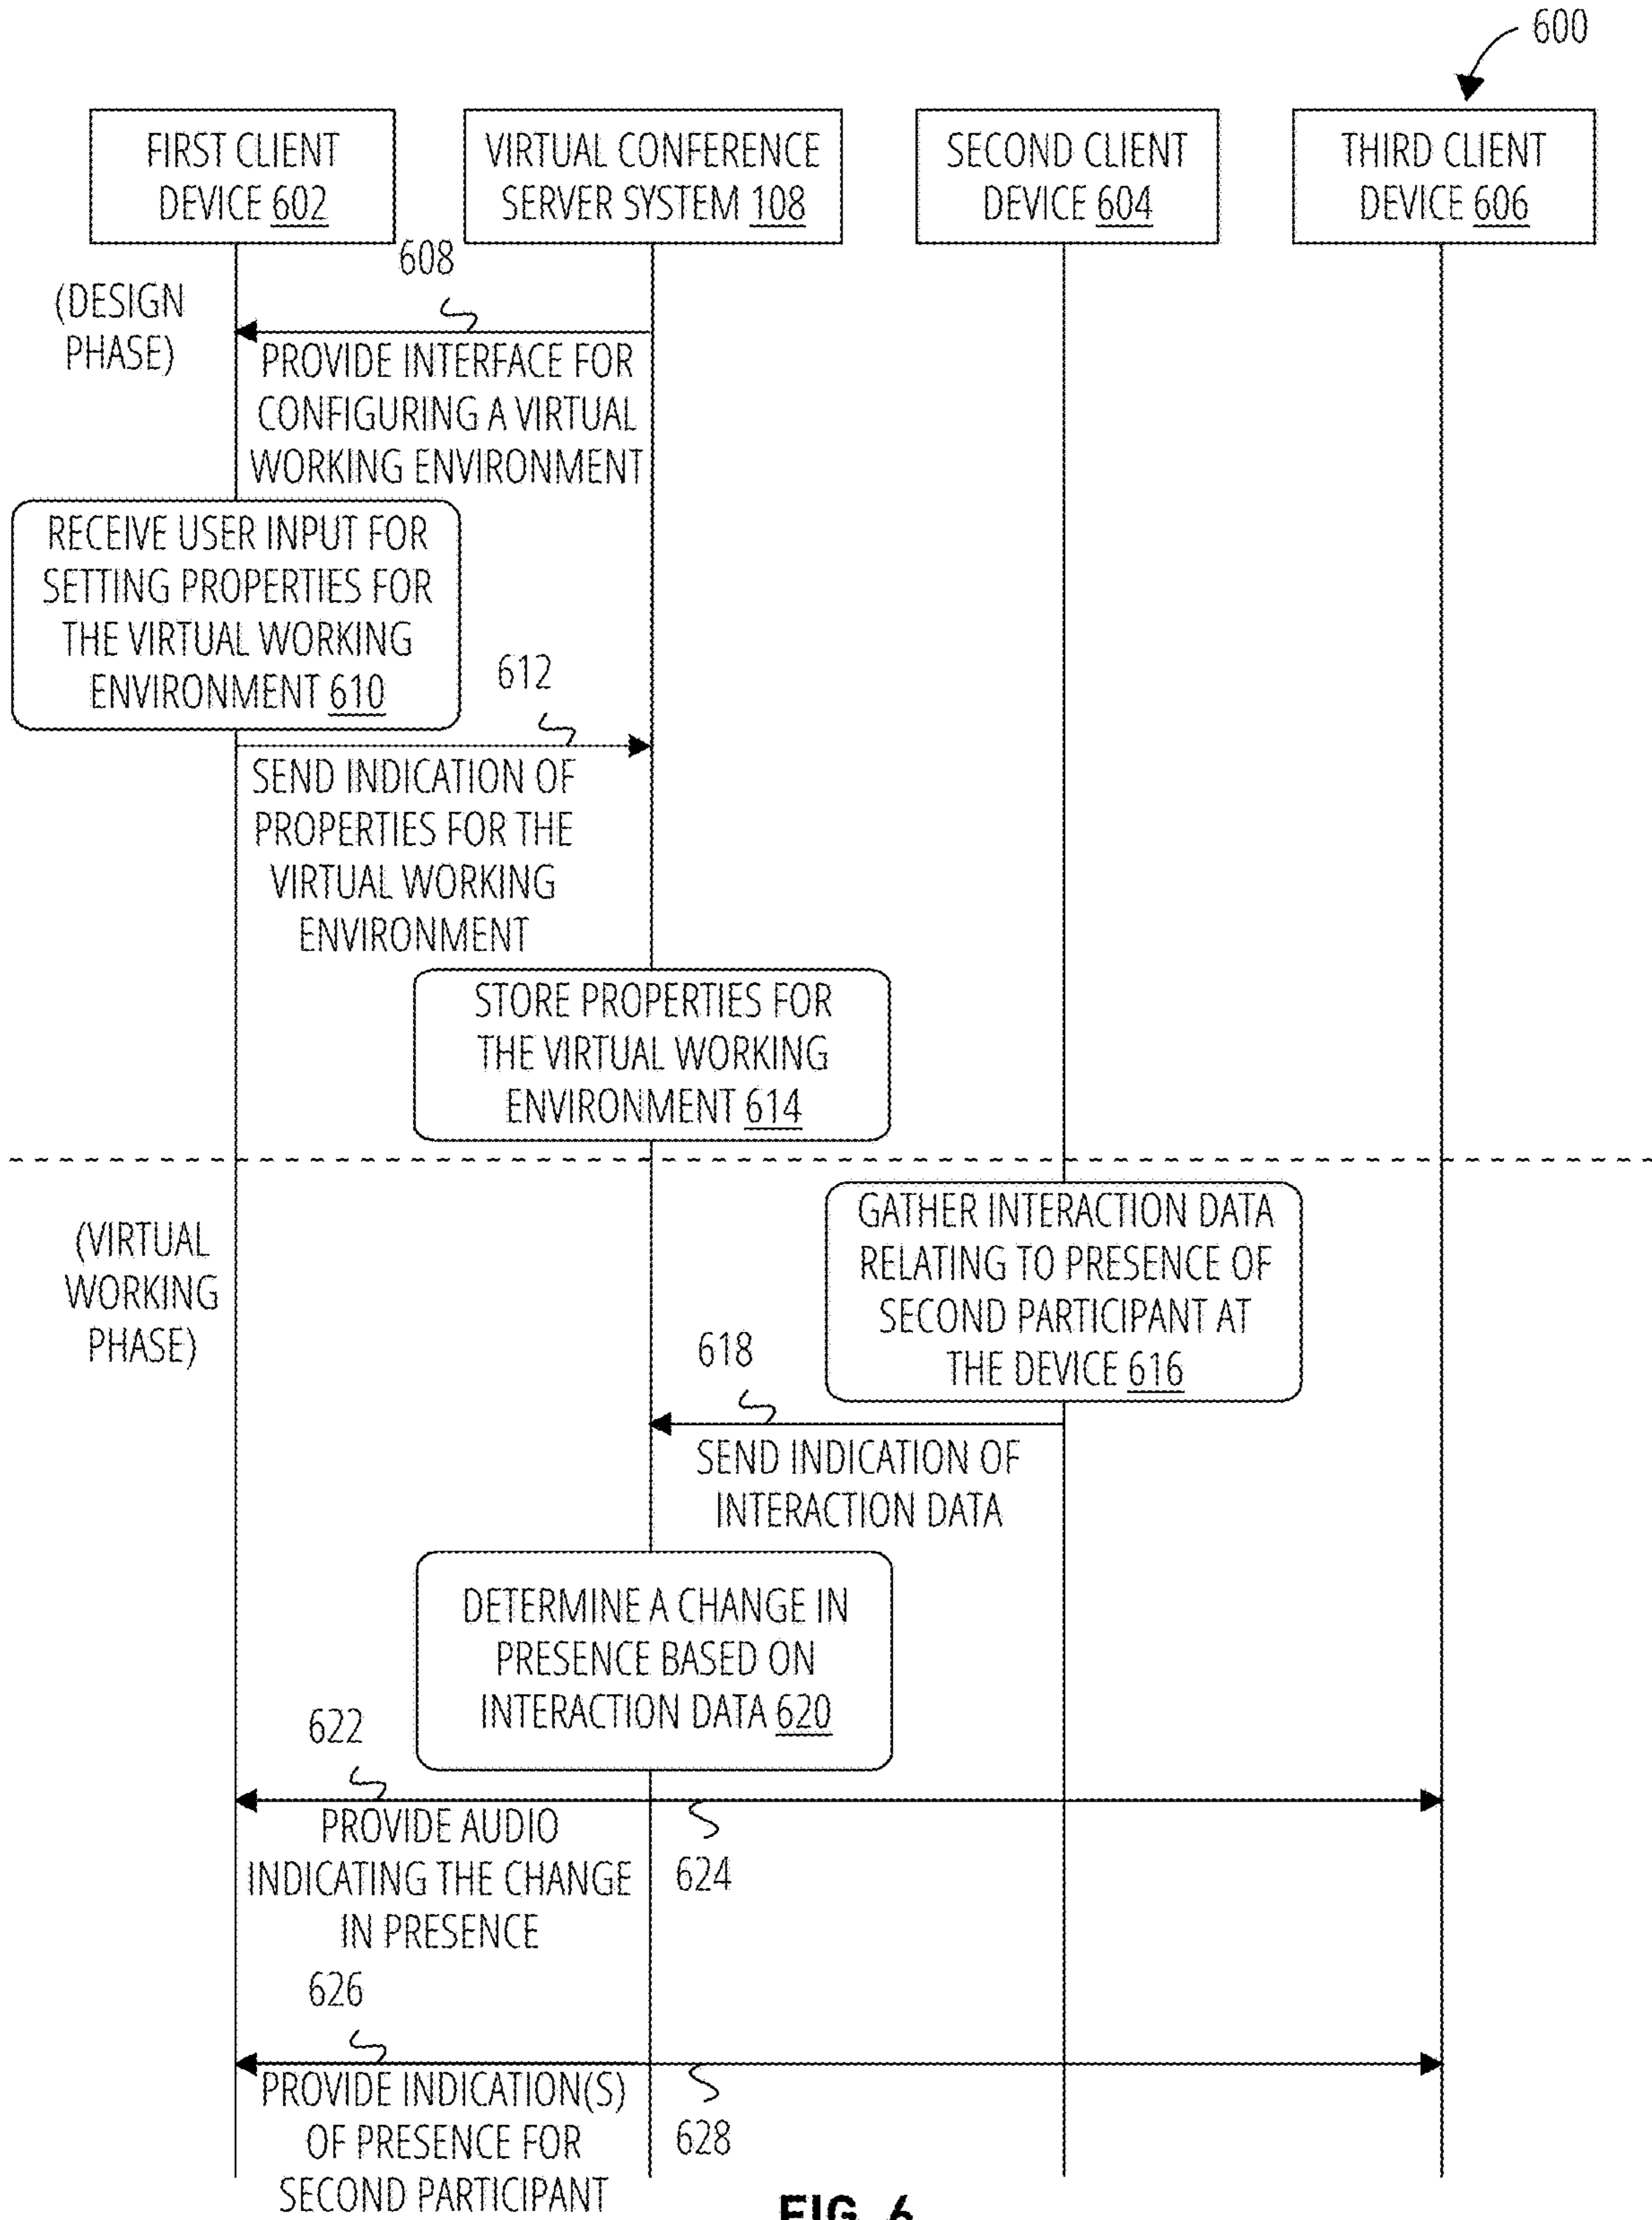 600
FIRST CLIENT
DEVICE 602
VIRTUAL CONFERENCE
SERVER SYSTEM 108
SECOND CLIENT
DEVICE 604
THIRD CLIENT
DEVICE 606
608
(DESIGN
PHASE)
PROVIDE INTERFACE FOR
CONFIGURING A VIRTUAL
WORKING ENVIRONMENT
RECEIVE USER INPUT FOR
SETTING PROPERTIES FOR
THE VIRTUAL WORKING
ENVIRONMENT 610
612
SEND INDICATION OF
PROPERTIES FOR THE
VIRTUAL WORKING
ENVIRONMENT
STORE PROPERTIES FOR
THE VIRTUAL WORKING
ENVIRONMENT 614
(VIRTUAL
WORKING
PHASE)
GATHER INTERACTION DATA
RELATING TO PRESENCE OF
SECOND PARTICIPANT AT
THE DEVICE 616
618
SEND INDICATION OF
INTERACTION DATA
DETERMINE A CHANGE IN
PRESENCE BASED ON
INTERACTION DATA 620
622
PROVIDE AUDIO
INDICATING THE CHANGE
IN PRESENCE
624
626
PROVIDE INDICATION(S)
OF PRESENCE FOR
SECOND PARTICIPANT
628
FIG. 6